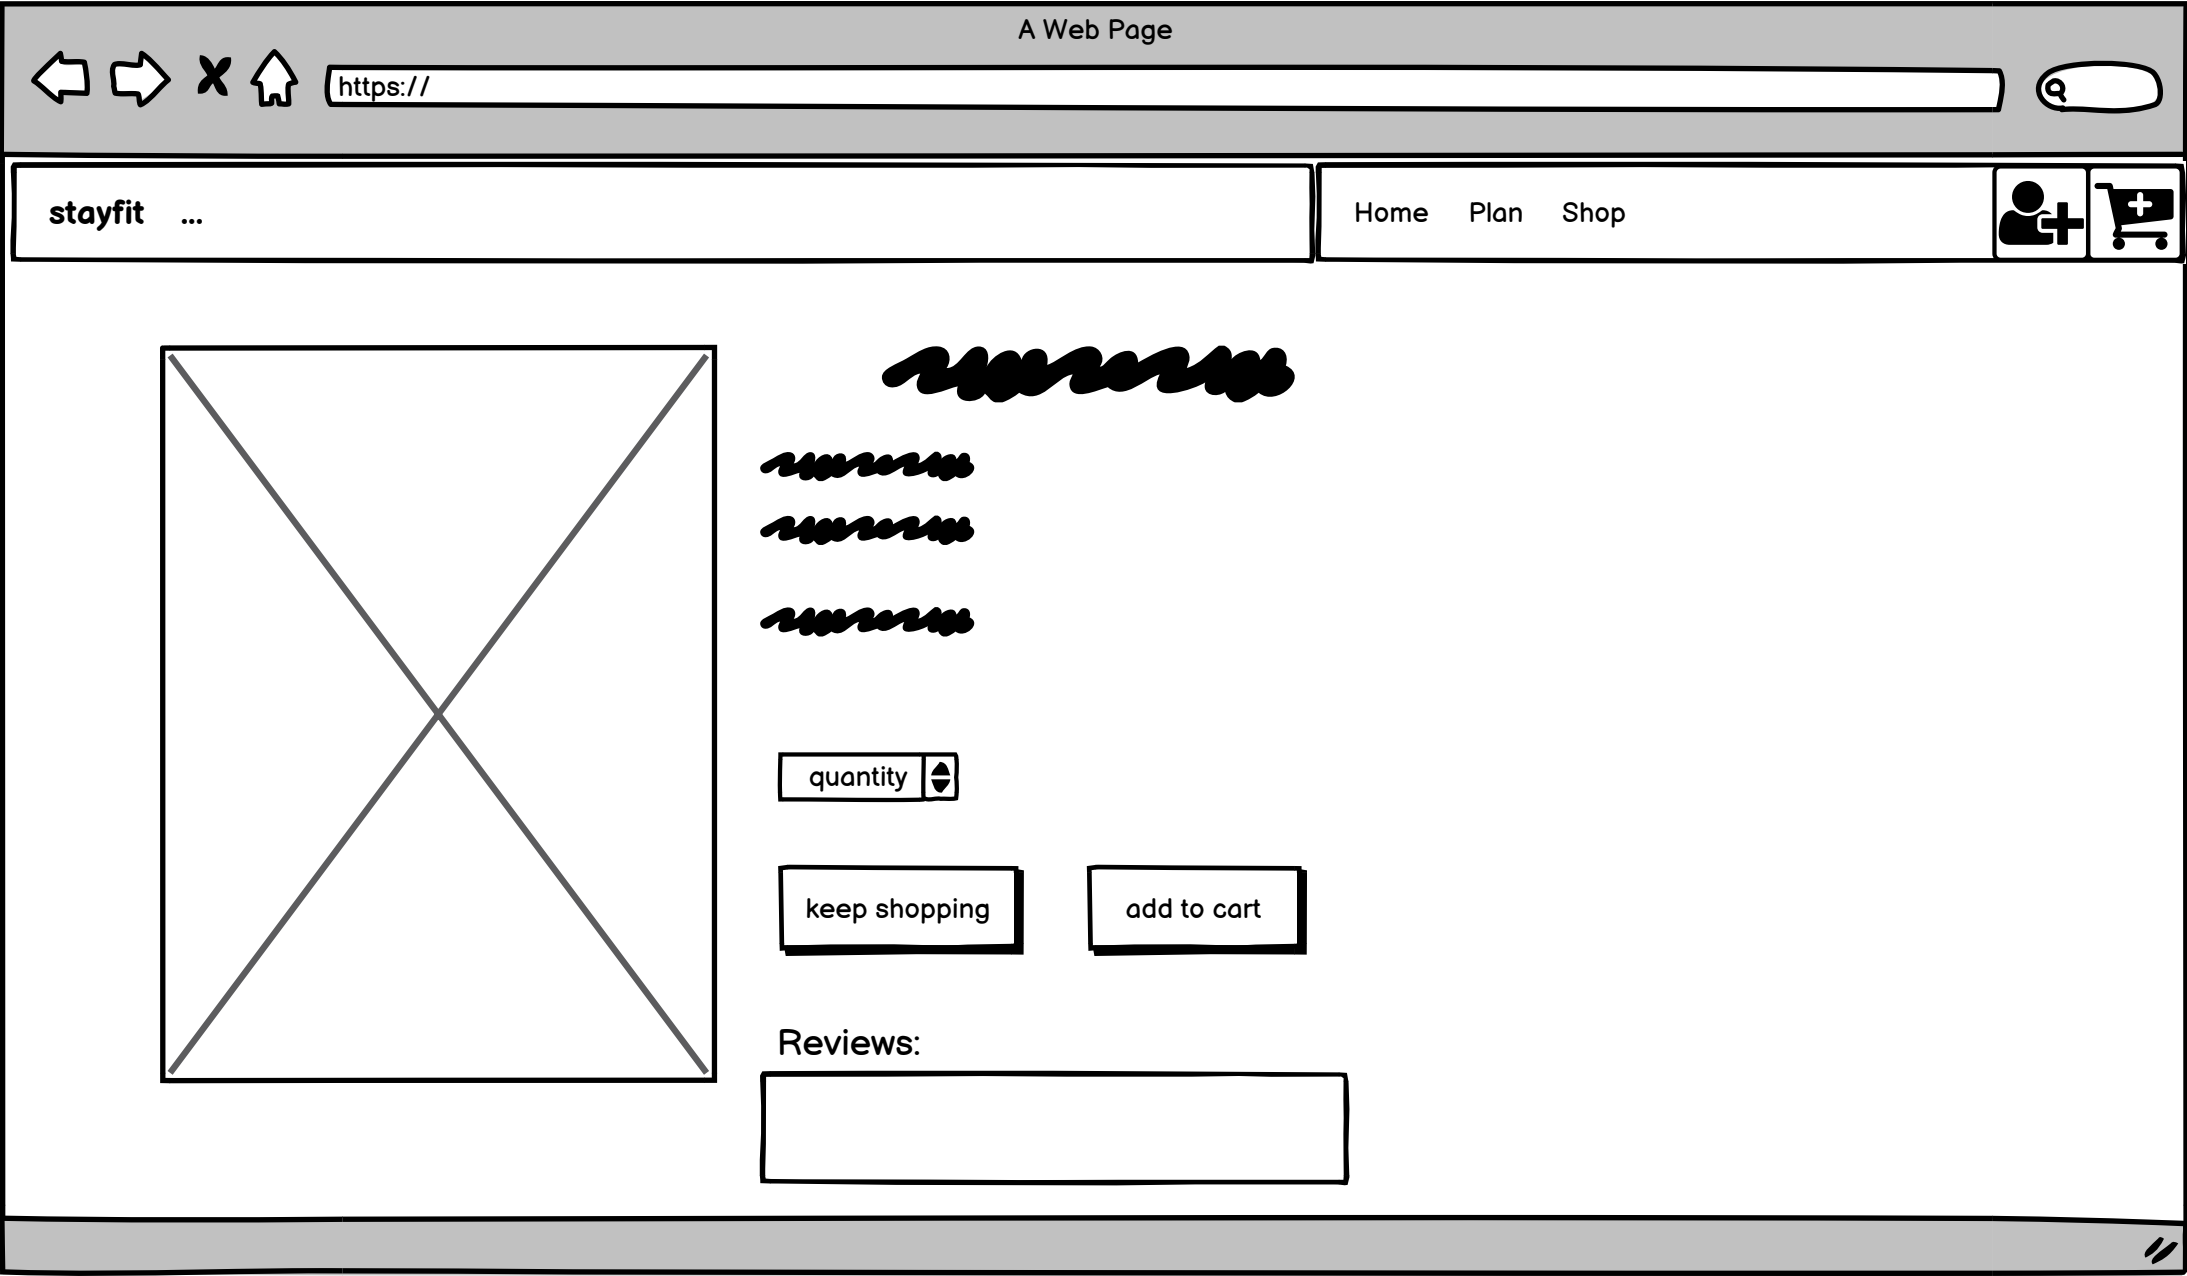 A Web Page
https://
stayfit ... Home Plan Shop
quantity
keep shopping add to cart
Reviews: